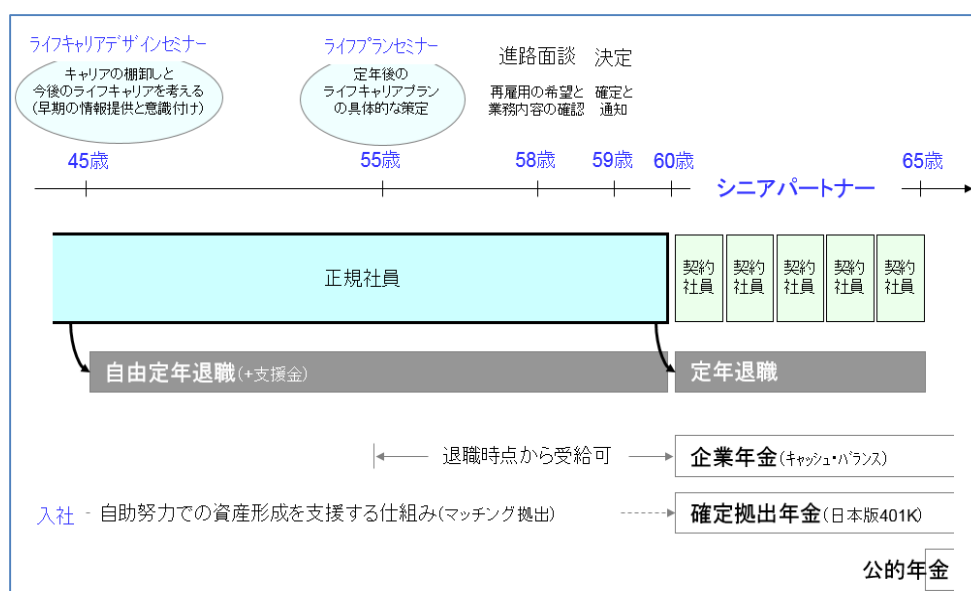 ライフキャリアデザインセミナー
キャリアの棚卸しと
今後のライフキャリアを考える
(早期の情報提供と意識付け)
ライフプランセミナー
定年後の
ライフキャリアプラン
の具体的な策定
進路面談
再雇用の希望と
業務内容の確認
決定
確定と
通知
45歳
55歳
58歳
59歳
60歳
シニアパートナー
65歳
正規社員
契約
社員
契約
社員
契約
社員
契約
社員
契約
社員
自由定年退職(+支援金)
定年退職
退職時点から受給可
企業年金(キャッシュ・バランス)
入社 - 自助努力での資産形成を支援する仕組み(マッチング拠出)
確定拠出年金(日本版401K)
公的年金